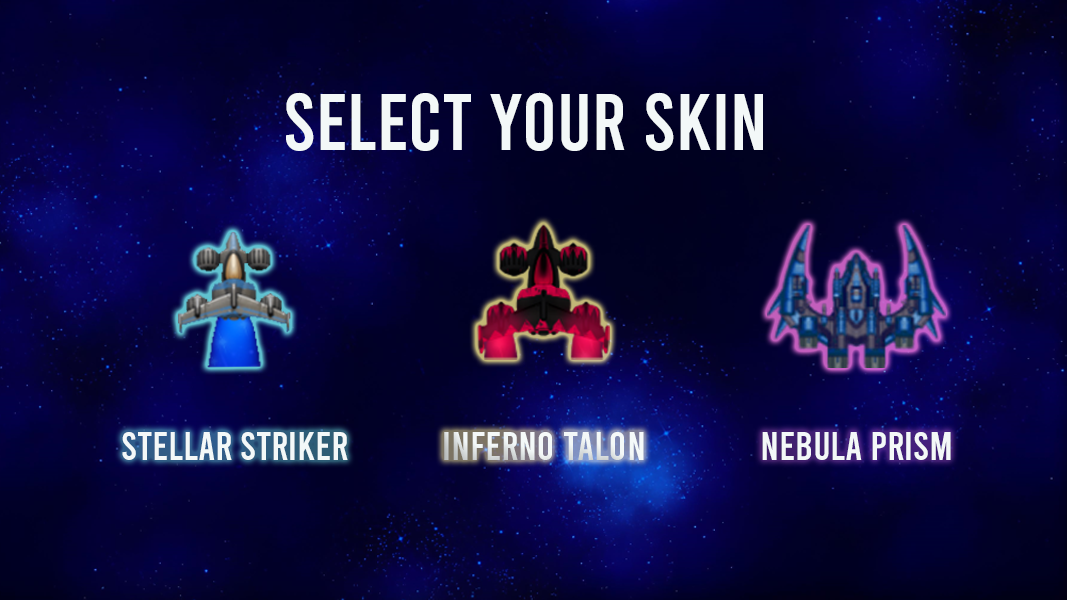 SELECT YOUR SKIN
STELLAR STRIKER
INFERNO TALON
NEBULA PRISM